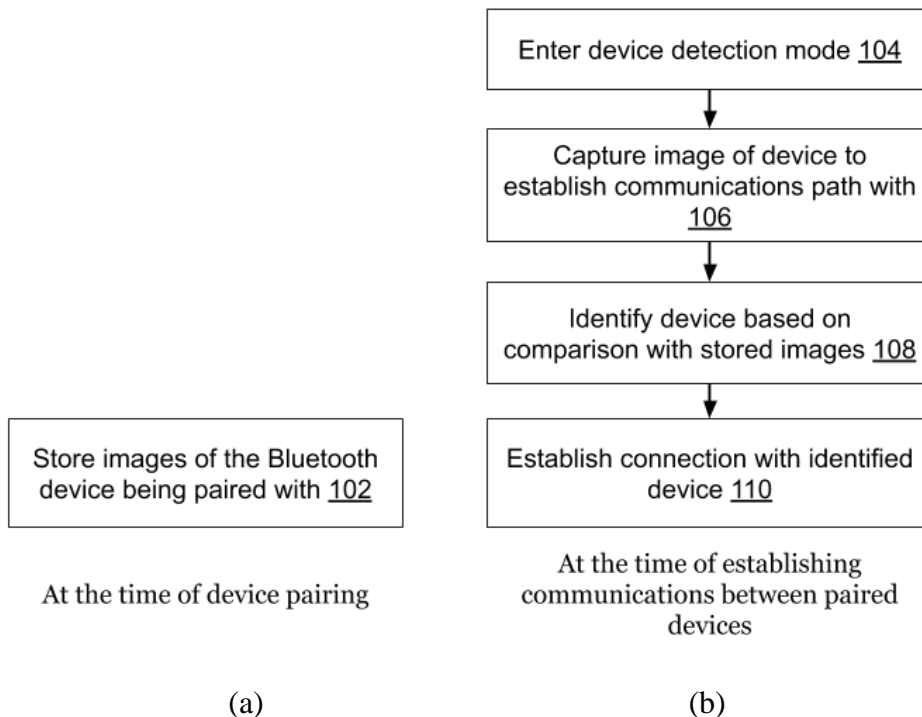 Enter device detection mode 104
Capture image of device to
establish communications path with
106
Identify device based on
comparison with stored images 108
Store images of the Bluetooth
device being paired with 102
Establish connection with identified
device 110
At the time of device pairing
At the time of establishing
communications between paired
devices
(a)
(b)